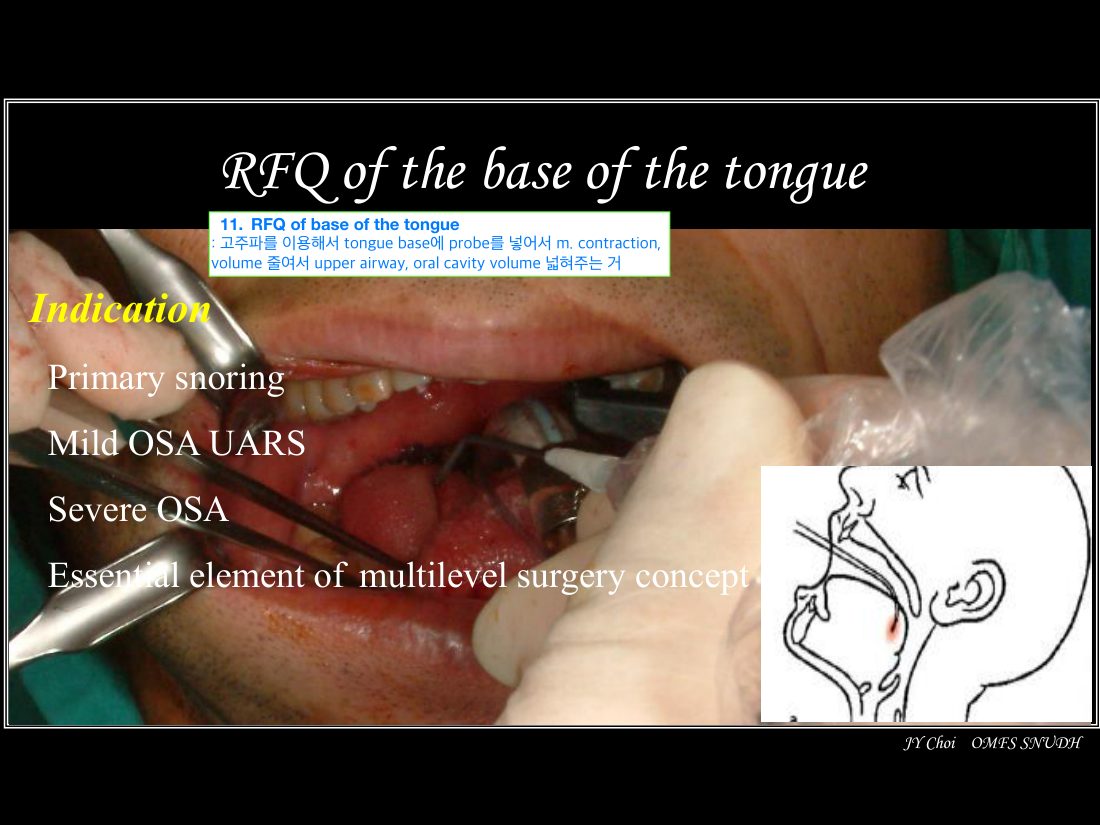 RFQ of the base of the tongue
11. RFQ of base of the tongue
: 고주파를 이용해서 tongue base에 probe를 넣어서 m. contraction,
volume 줄여서 upper airway, oral cavity volume 넓혀주는 거
Indication
Primary snoring
Mild OSA UARS
Severe OSA
Essential element of multilevel surgery concept
JY Choi OMFS SNUDH